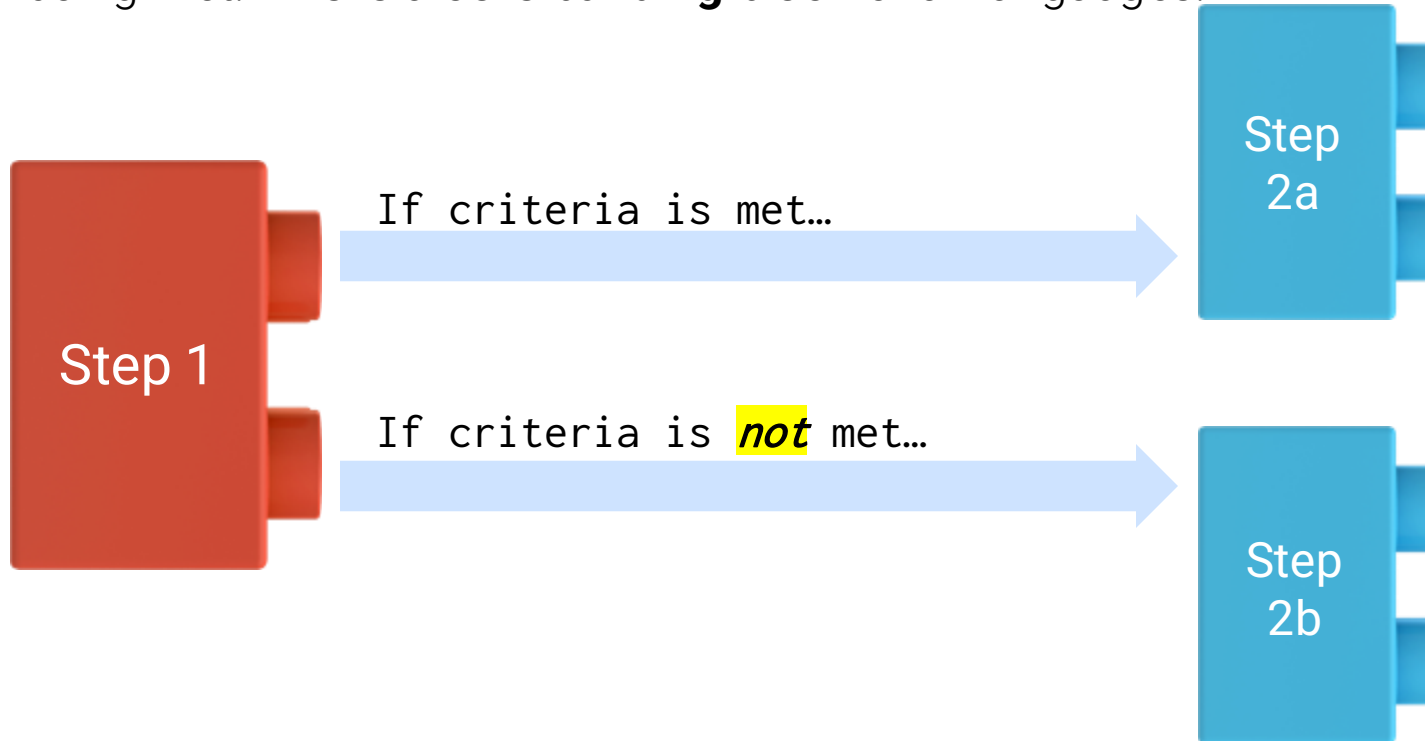 Step 1
If criteria is met…
Step
2a
If criteria is not met…
Step
2b